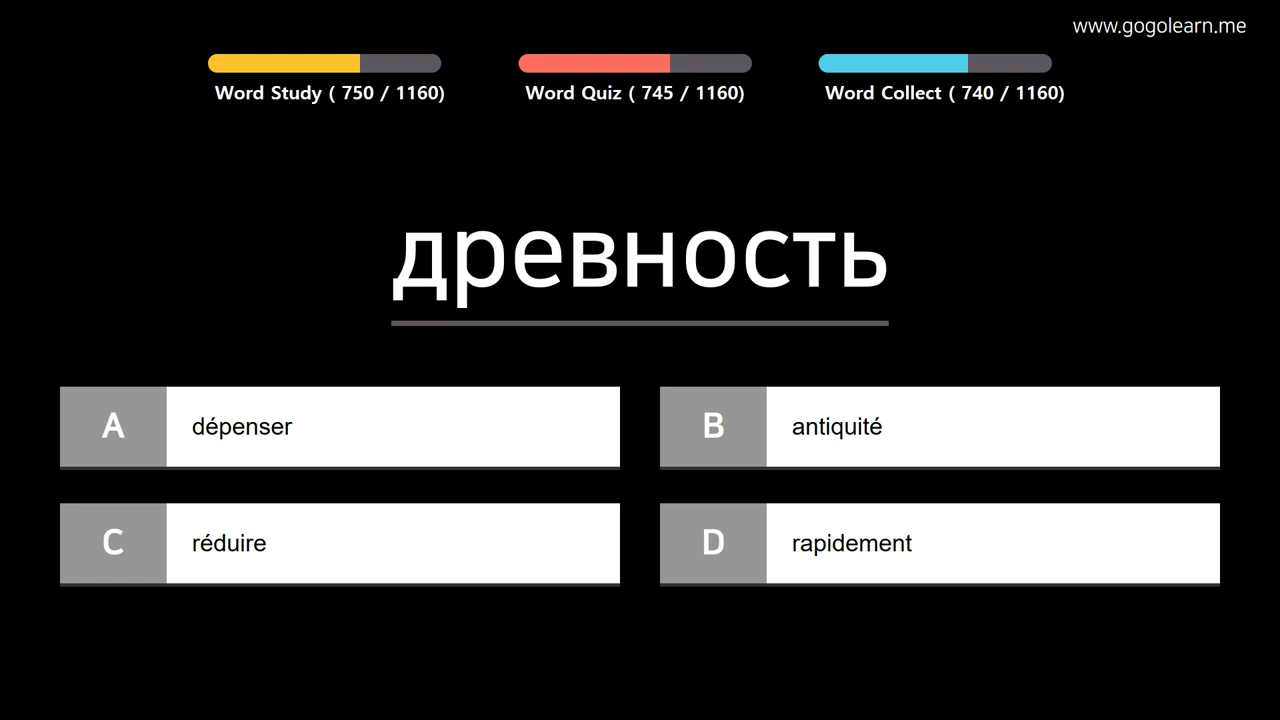 www.gogolearn.me
Word Study ( 750 / 1160)
Word Quiz ( 745 / 1160)
Word Collect ( 740 / 1160)
древность
A dépenser
B antiquité
C réduire
D rapidement